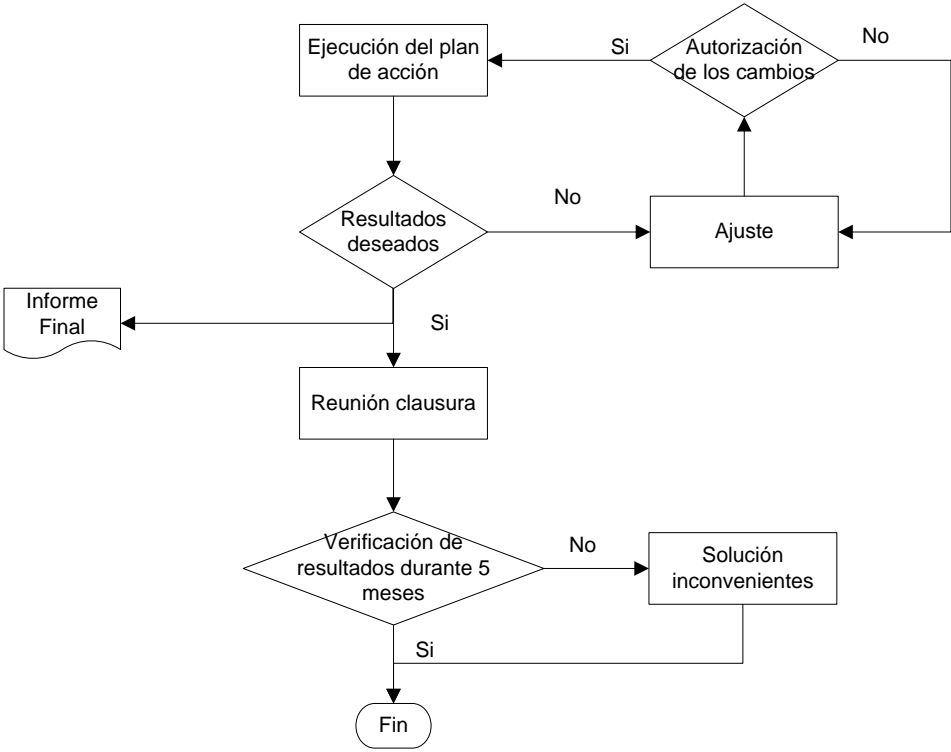 Ejecución del plan
de acción
Si
Autorización
de los cambios
No
Resultados
deseados
No
Ajuste
Informe
Final
Si
Reunión clausura
Verificación de
resultados durante 5
meses
No
Solución
inconvenientes
Si
Fin